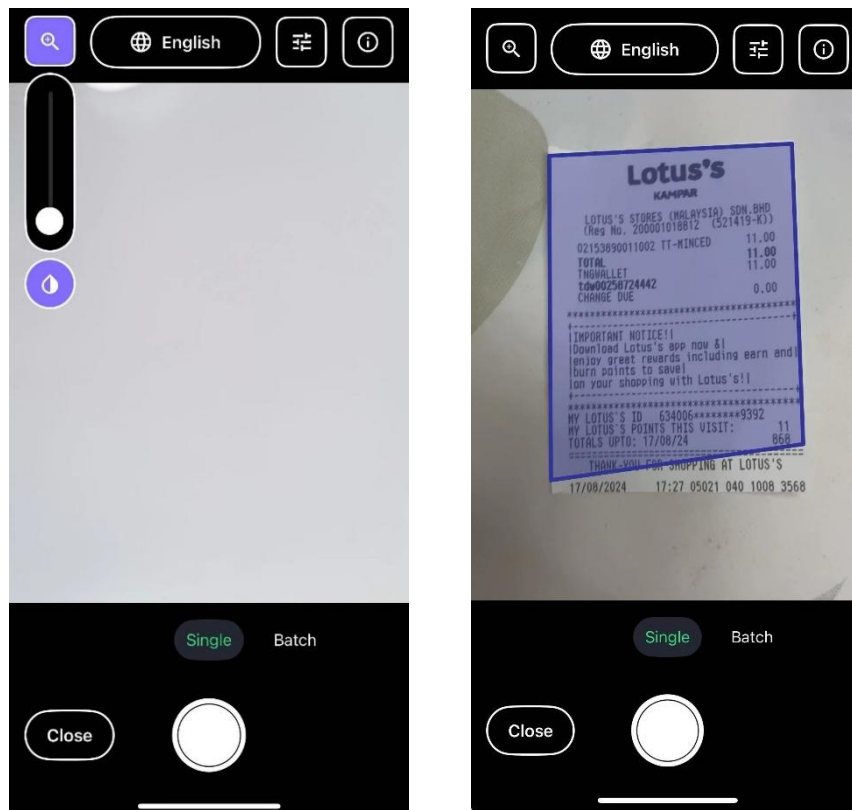 English
Single
Batch
Close
English
Lotus's
KAMPAR
LOTUS'S STORES (MALAYSIA) SDN.BHD
(Reg No. 200001018812 (521419-K))
02153890011002 TT-MINCED 11.00
TOTAL 11.00
TNGWALLET 11.00
tdw00258724442
CHANGE DUE 0.00
|IMPORTANT NOTICE!|
|Download Lotus's app now &|
|enjoy great rewards including earn and|
|burn points to save|
|on your shopping with Lotus's!|
MY LOTUS'S ID 634006********9392
MY LOTUS'S POINTS THIS VISIT: 11
TOTALS UPTO: 17/08/24 868
THANK-YOU FOR SHOPPING AT LOTUS'S
17/08/2024 17:27 05021 040 1008 3568
Single
Batch
Close